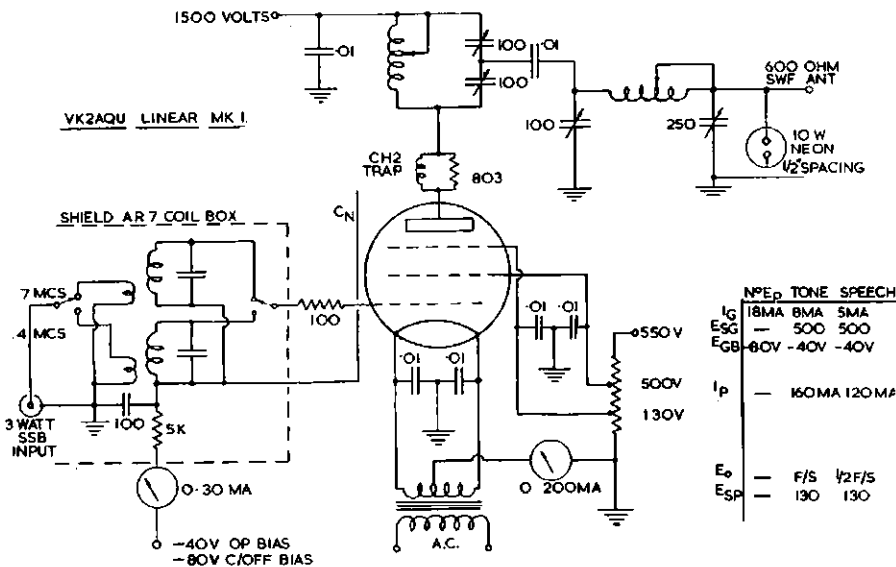 1500 VOLTS
.01
100
100
.01
600 OHM
SWF ANT
100
250
10 W
NEON
1/2" SPACING
VK2AQU LINEAR MK I.
CH2
TRAP
803
SHIELD AR7 COIL BOX
CN
7 MCS
.4 MCS
100
3 WATT
SSB
INPUT
100
5K
0-30 MA
-40V OP BIAS
-80V C/OFF BIAS
.01
.01
.01
.01
550V
500V
130V
0 200MA
A.C.
NºEP TONE SPEECH
IG 18MA 8MA 5MA
ESG — 500 500
EGB -80V -40V -40V
IP — 160MA 120MA
Eo — F/S 1/2F/S
ESP — 130 130